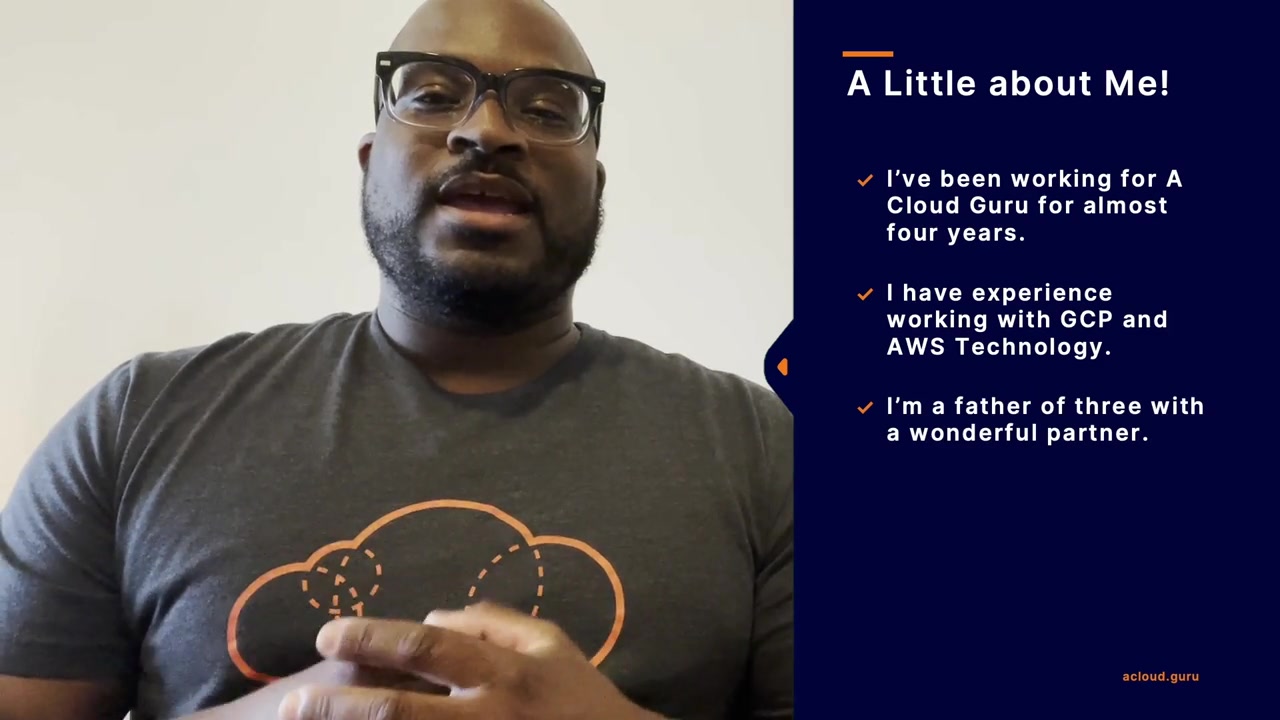 A Little about Me!
I've been working for A
Cloud Guru for almost
four years.
I have experience
working with GCP and
AWS Technology.
I'm a father of three with
a wonderful partner.
acloud.guru